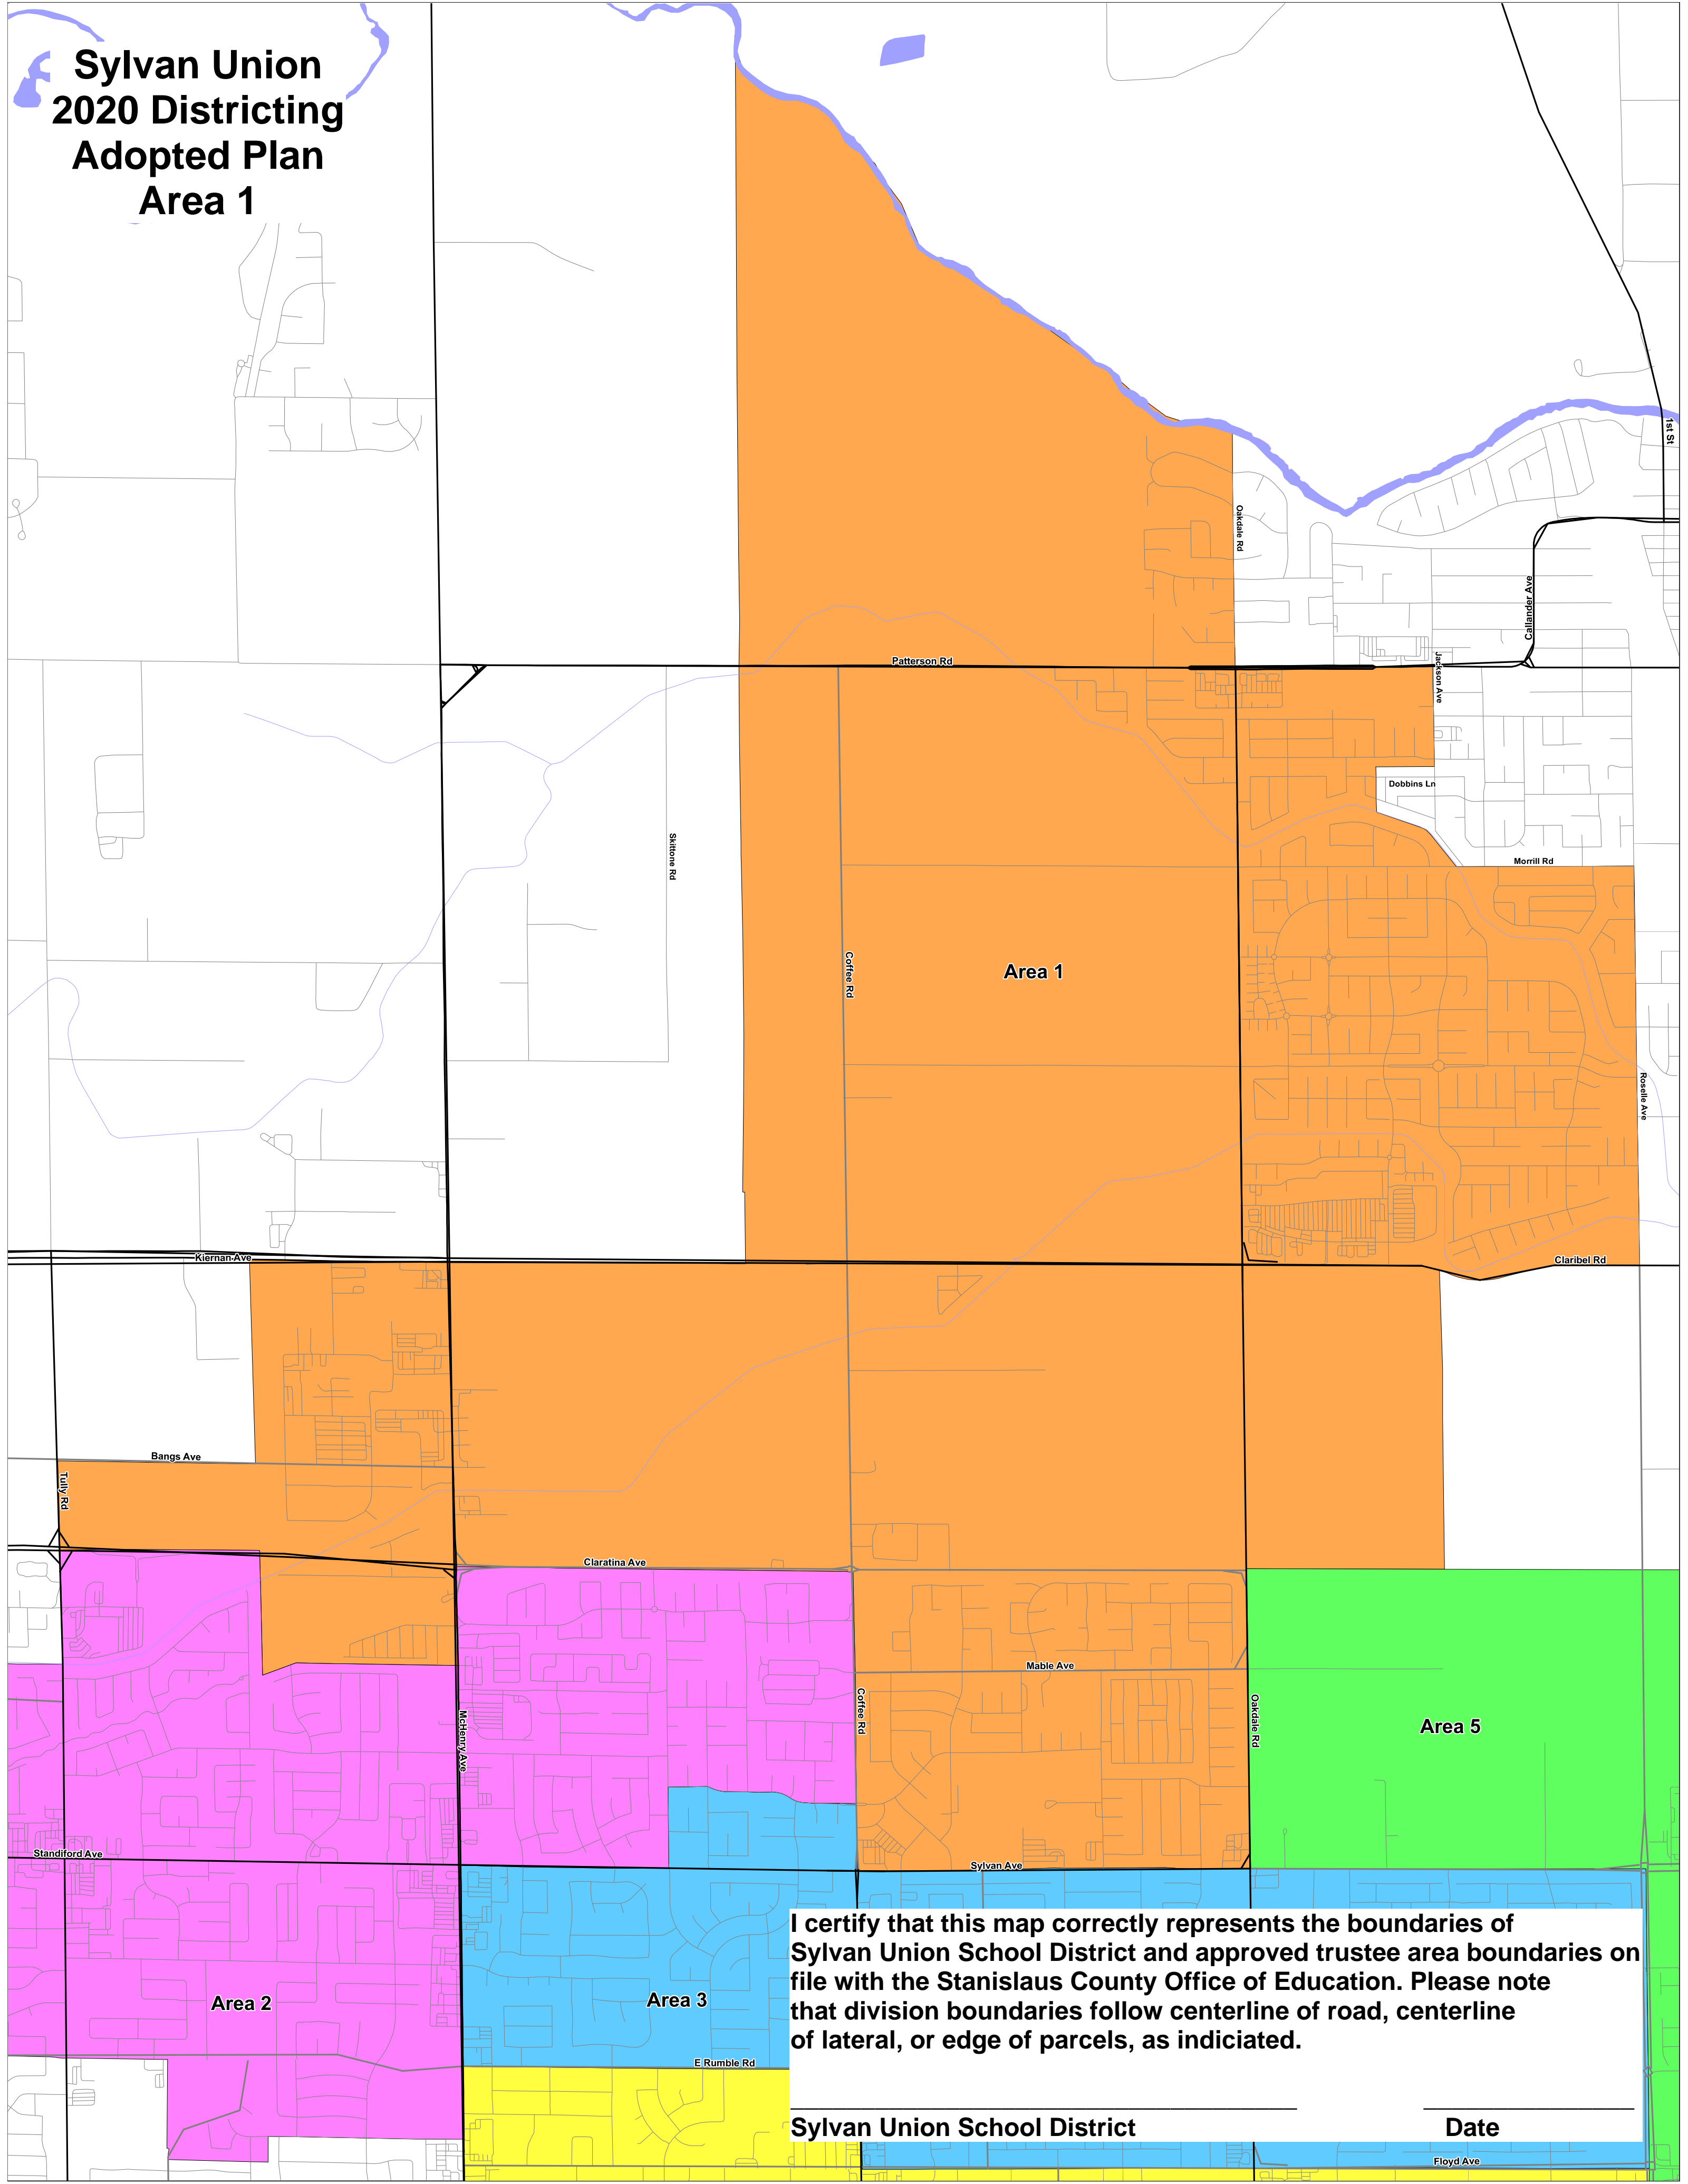 Sylvan Union
2020 Districting
Adopted Plan
Area 1
1st St
Oakdale Rd
Callander Ave
Patterson Rd
Jackson Ave
Dobbins Ln
Skittone Rd
Morrill Rd
Coffee Rd
Area 1
Roselle Ave
Kiernan Ave
Claribel Rd
Bangs Ave
Tully Rd
Claratina Ave
Mable Ave
McHenry Ave
Coffee Rd
Oakdale Rd
Area 5
Standiford Ave
Sylvan Ave
I certify that this map correctly represents the boundaries of
Sylvan Union School District and approved trustee area boundaries on
file with the Stanislaus County Office of Education. Please note
that division boundaries follow centerline of road, centerline
of lateral, or edge of parcels, as indiciated.
Area 2
Area 3
E Rumble Rd
Sylvan Union School District Date
Floyd Ave